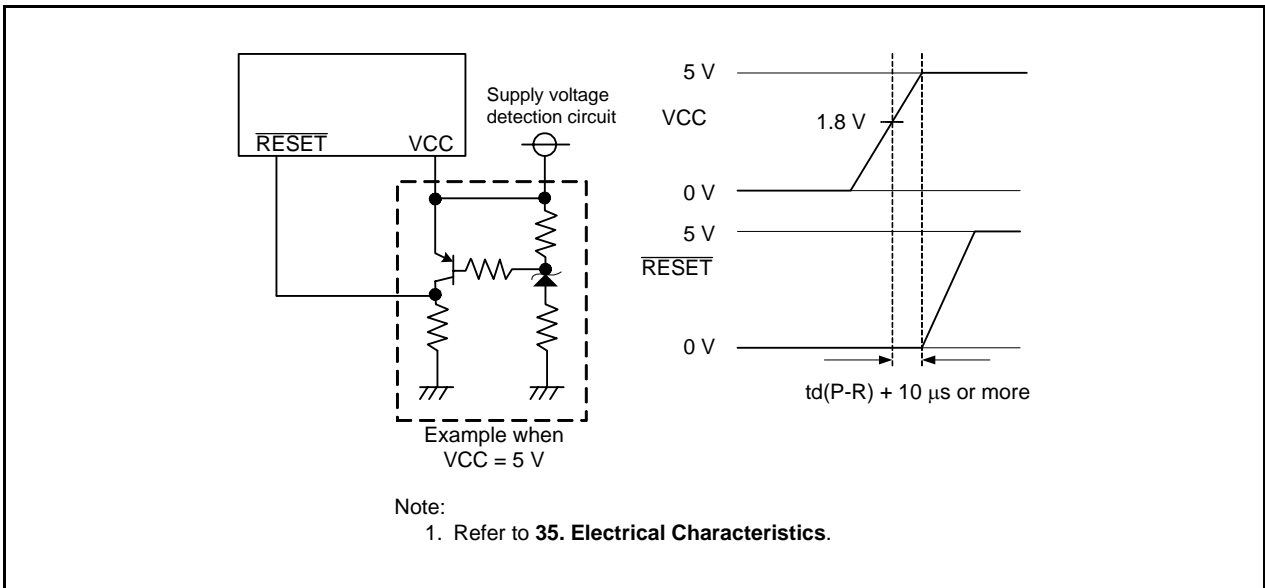 RESET
VCC
Supply voltage
detection circuit
Example when
VCC = 5 V
5 V
VCC
1.8 V
0 V
5 V
RESET
0 V
td(P-R) + 10 μs or more
Note:
1. Refer to 35. Electrical Characteristics.